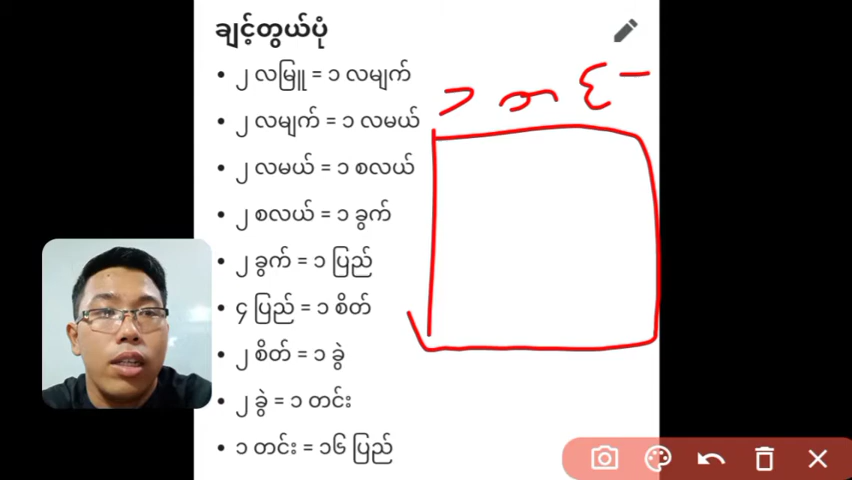 ချင့်တွယ်ပုံ
• ၂ လမြူ = ၁ လမျက်
• ၂ လမျက် = ၁ လမယ်
• ၂ လမယ် = ၁ စလယ်
• ၂ စလယ် = ၁ ခွက်
• ၂ ခွက် = ၁ ပြည်
• ၄ ပြည် = ၁ စိတ်
• ၂ စိတ် = ၁ ခွဲ
• ၂ ခွဲ = ၁ တင်း
• ၁ တင်း = ၁၆ ပြည်